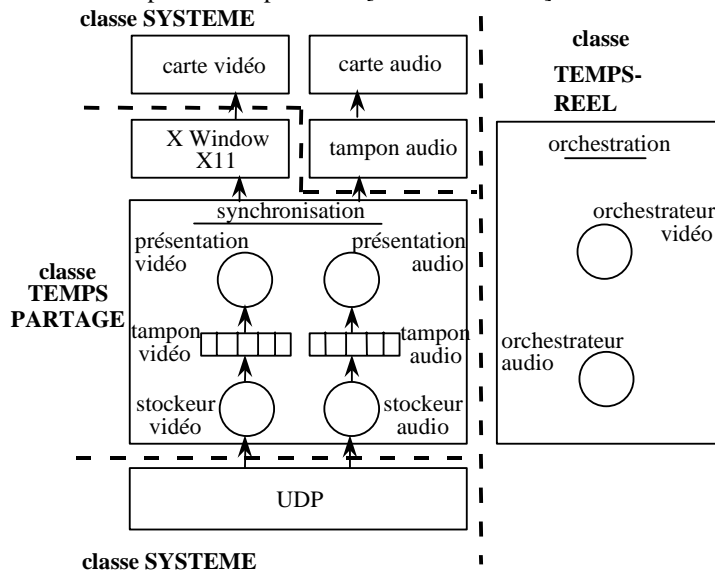 classe SYSTEME
carte vidéo
carte audio
X Window
X11
tampon audio
synchronisation
présentation
vidéo
présentation
audio
classe
TEMPS
PARTAGE
tampon
vidéo
tampon
audio
stockeur
vidéo
stockeur
audio
UDP
classe SYSTEME
classe
TEMPS-
REEL
orchestration
orchestrateur
vidéo
orchestrateur
audio